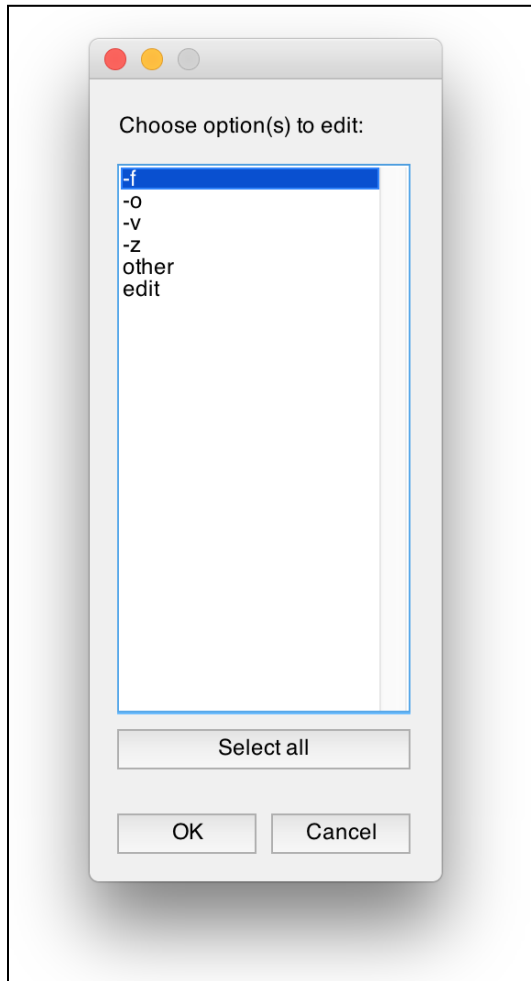 Choose option(s) to edit:
-f
-o
-v
-z
other
edit
Select all
OK
Cancel